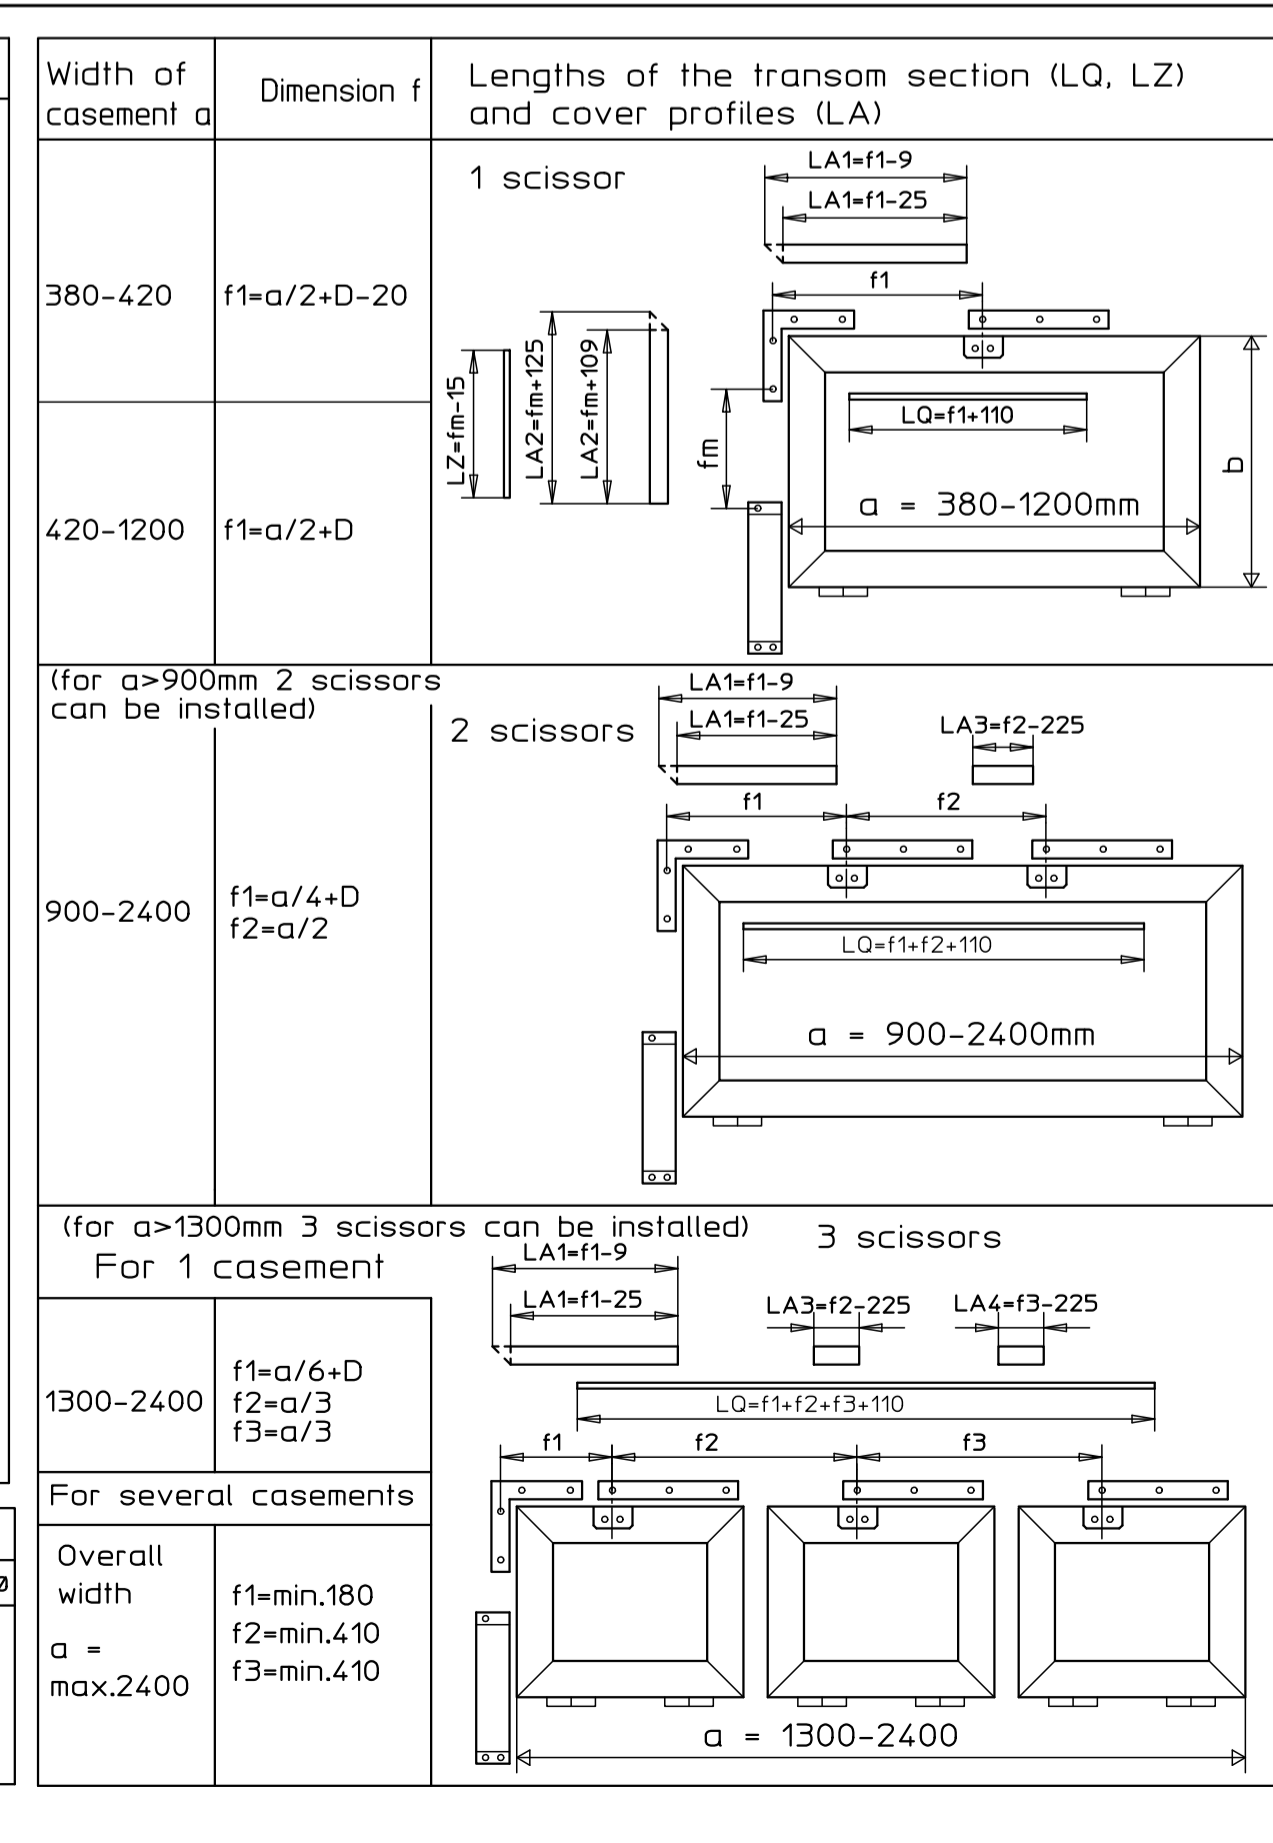 Width of
casement a
Dimension f
Lengths of the transom section (LQ, LZ)
and cover profiles (LA)
1 scissor
LA1=f1-9
LA1=f1-25
380-420
f1=a/2+D-20
f1
LZ=fm-15
LA2=fm+125
LA2=fm+109
fm
LQ=f1+110
b
a = 380-1200mm
420-1200
f1=a/2+D
(for a>900mm 2 scissors
can be installed)
2 scissors
LA1=f1-9
LA1=f1-25
LA3=f2-225
f1
f2
900-2400
f1=a/4+D
f2=a/2
LQ=f1+f2+110
a = 900-2400mm
(for a>1300mm 3 scissors can be installed)
3 scissors
For 1 casement
LA1=f1-9
LA1=f1-25
LA3=f2-225
LA4=f3-225
1300-2400
f1=a/6+D
f2=a/3
f3=a/3
LQ=f1+f2+f3+110
f1
f2
f3
For several casements
Overall
width
a =
max.2400
f1=min.180
f2=min.410
f3=min.410
a = 1300-2400